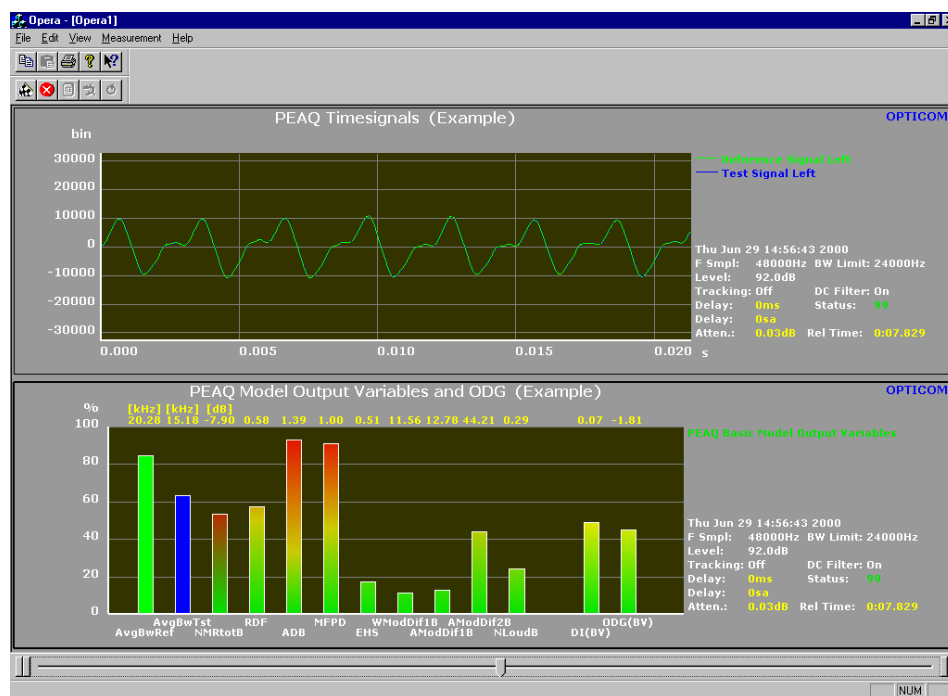 Opera - [Opera1]
File Edit View Measurement Help
PEAQ Timesignals (Example)
OPTICOM
bin
30000
20000
10000
0
-10000
-20000
-30000
0.000 0.005 0.010 0.015 0.020 s
Reference Signal Left
Test Signal Left
Thu Jun 29 14:56:43 2000
F Smpl: 48000Hz BW Limit: 24000Hz
Level: 92.0dB
Tracking: Off DC Filter: On
Delay: 0ms Status: 99
Delay: 0sa
Atten.: 0.03dB Rel Time: 0:07.829
PEAQ Model Output Variables and ODG (Example)
OPTICOM
% [kHz] [kHz] [dB]
20.28 15.18 -7.90 0.58 1.39 1.00 0.51 11.56 12.78 44.21 0.29 0.07 -1.81
100
80
60
40
20
0
AvgBwTst RDF MFPD WModDif1B AModDif2B ODG(BV)
AvgBwRef NMRtotB ADB EHS AModDif1B NLoudB DI(BV)
PEAQ Basic Model Output Variables
Thu Jun 29 14:56:43 2000
F Smpl: 48000Hz BW Limit: 24000Hz
Level: 92.0dB
Tracking: Off DC Filter: On
Delay: 0ms Status: 99
Delay: 0sa
Atten.: 0.03dB Rel Time: 0:07.829
NUM